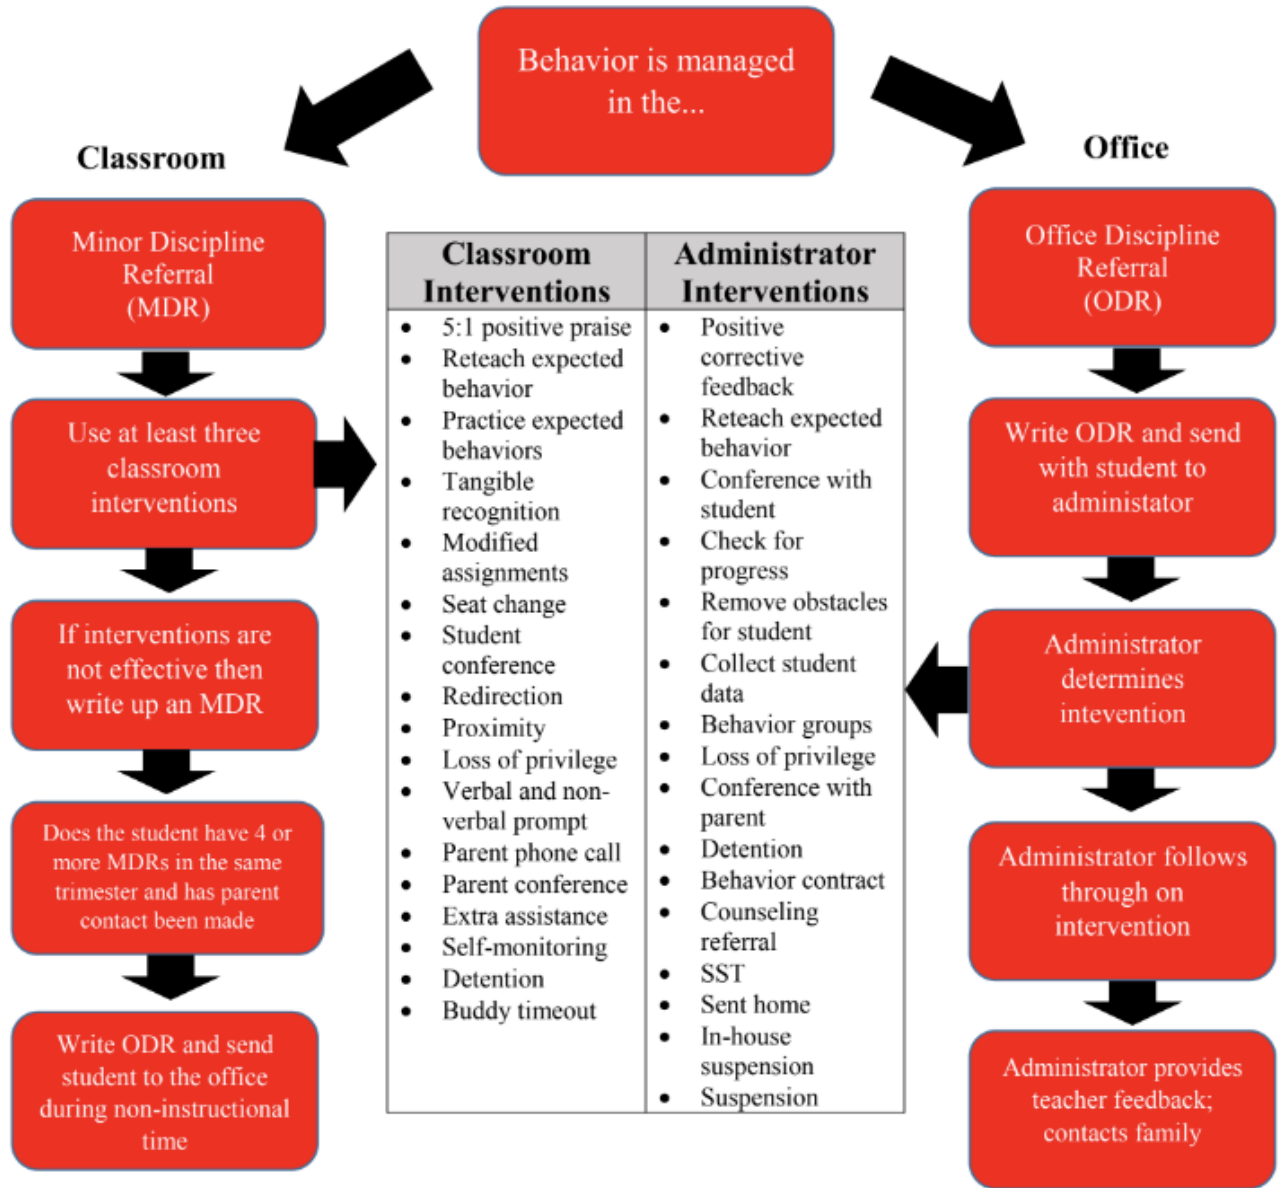 Behavior is managed
in the...
Classroom
Minor Discipline
Referral
(MDR)
Use at least three
classroom
interventions
If interventions are
not effective then
write up an MDR
Does the student have 4 or
more MDRs in the same
trimester and has parent
contact been made
Write ODR and send
student to the office
during non-instructional
time
Classroom
Interventions
• 5:1 positive praise
• Reteach expected
behavior
• Practice expected
behaviors
• Tangible
recognition
• Modified
assignments
• Seat change
• Student
conference
• Redirection
• Proximity
• Loss of privilege
• Verbal and non-
verbal prompt
• Parent phone call
• Parent conference
• Extra assistance
• Self-monitoring
• Detention
• Buddy timeout
Administrator
Interventions
• Positive
corrective
feedback
• Reteach expected
behavior
• Conference with
student
• Check for
progress
• Remove obstacles
for student
• Collect student
data
• Behavior groups
• Loss of privilege
• Conference with
parent
• Detention
• Behavior contract
• Counseling
referral
• SST
• Sent home
• In-house
suspension
• Suspension
Office
Office Discipline
Referral
(ODR)
Write ODR and send
with student to
administator
Administrator
determines
intevention
Administrator follows
through on
intervention
Administrator provides
teacher feedback;
contacts family